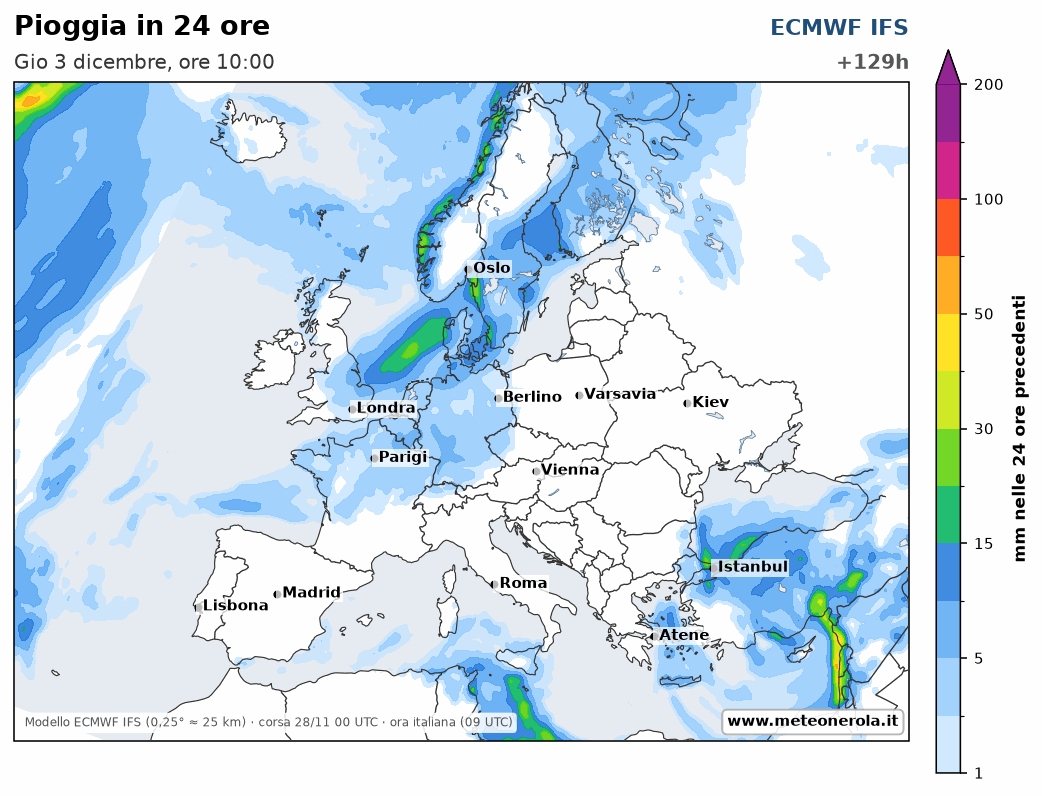 Pioggia in 24 ore
ECMWF IFS
Gio 3 dicembre, ore 10:00
+129h
200
100
50
30
15
5
1
mm nelle 24 ore precedenti
Oslo
Londra
Berlino
Varsavia
Kiev
Parigi
Vienna
Istanbul
Roma
Madrid
Lisbona
Atene
Modello ECMWF IFS (0,25° ≈ 25 km) · corsa 28/11 00 UTC · ora italiana (09 UTC)
www.meteonerola.it